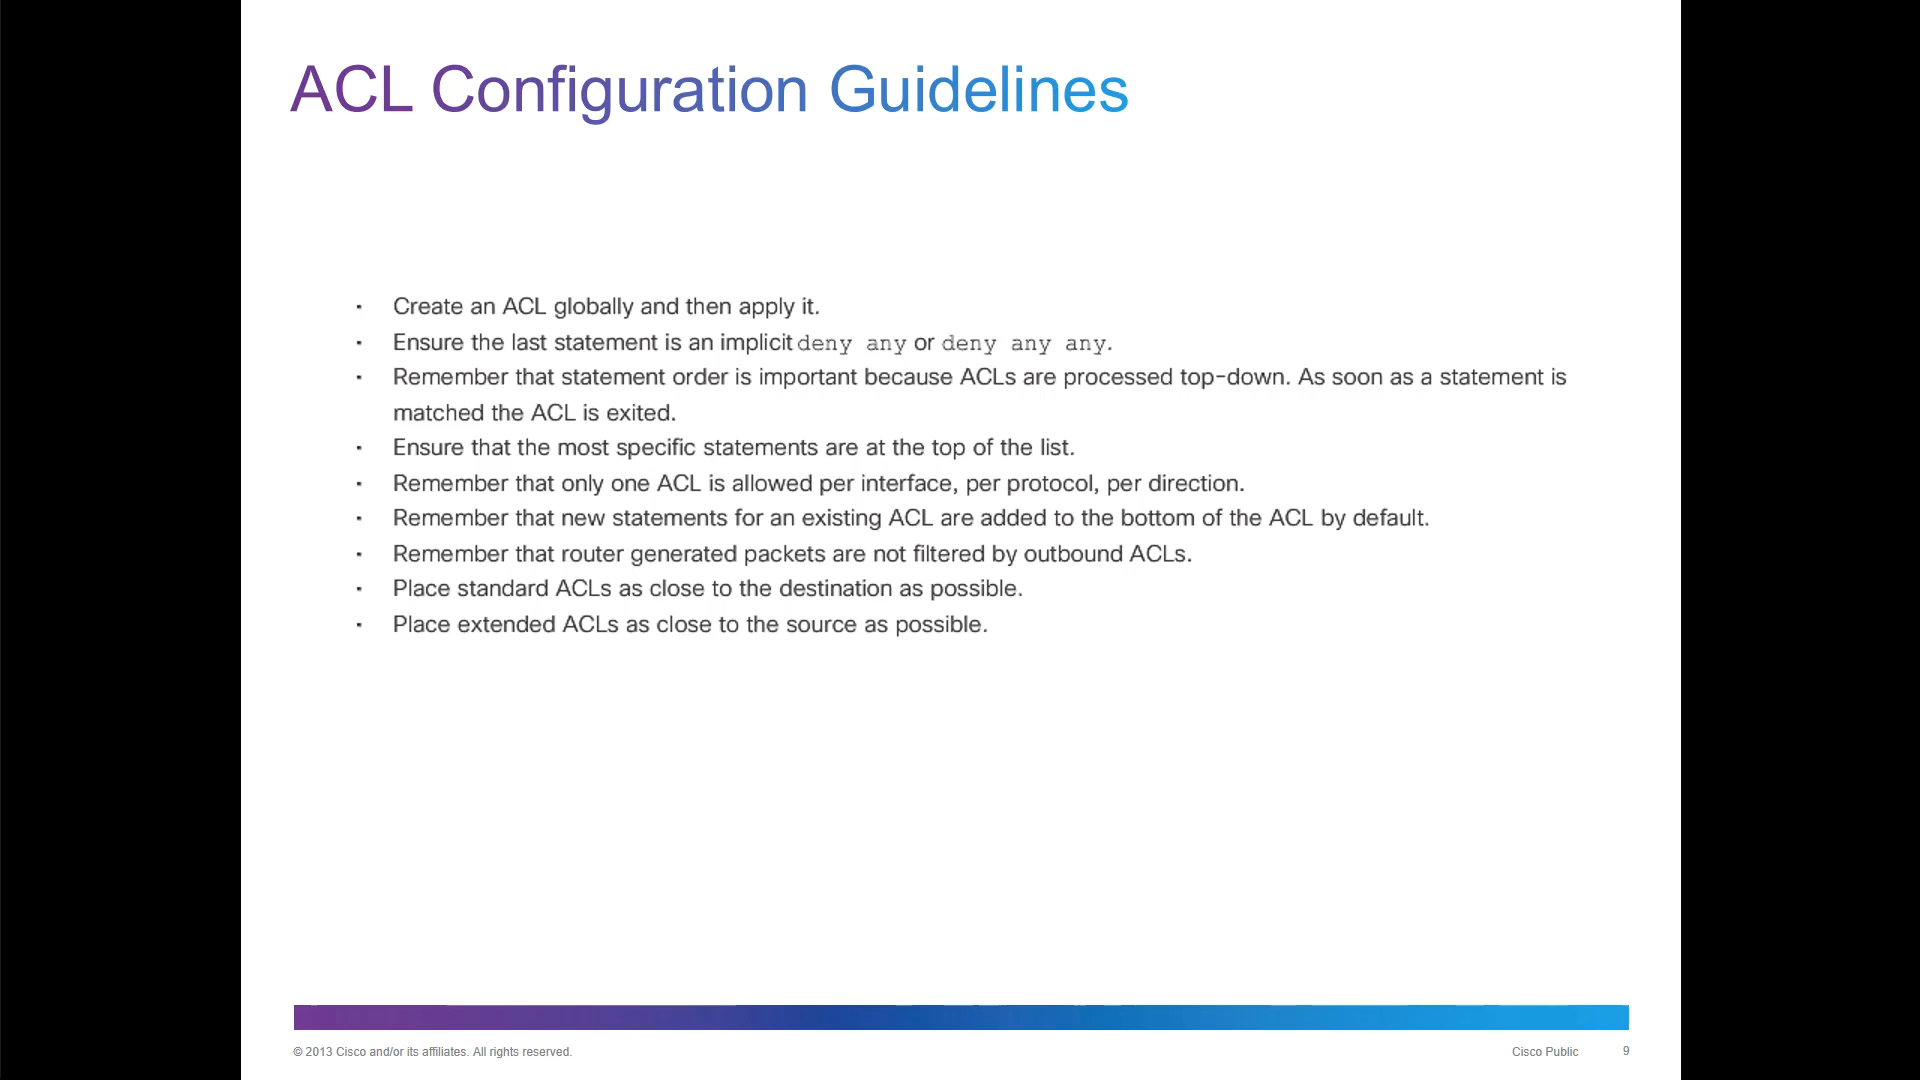 ACL Configuration Guidelines
· Create an ACL globally and then apply it.
· Ensure the last statement is an implicit deny any or deny any any.
· Remember that statement order is important because ACLs are processed top-down. As soon as a statement is
matched the ACL is exited.
· Ensure that the most specific statements are at the top of the list.
· Remember that only one ACL is allowed per interface, per protocol, per direction.
· Remember that new statements for an existing ACL are added to the bottom of the ACL by default.
· Remember that router generated packets are not filtered by outbound ACLs.
· Place standard ACLs as close to the destination as possible.
· Place extended ACLs as close to the source as possible.
© 2013 Cisco and/or its affiliates. All rights reserved.
Cisco Public 9